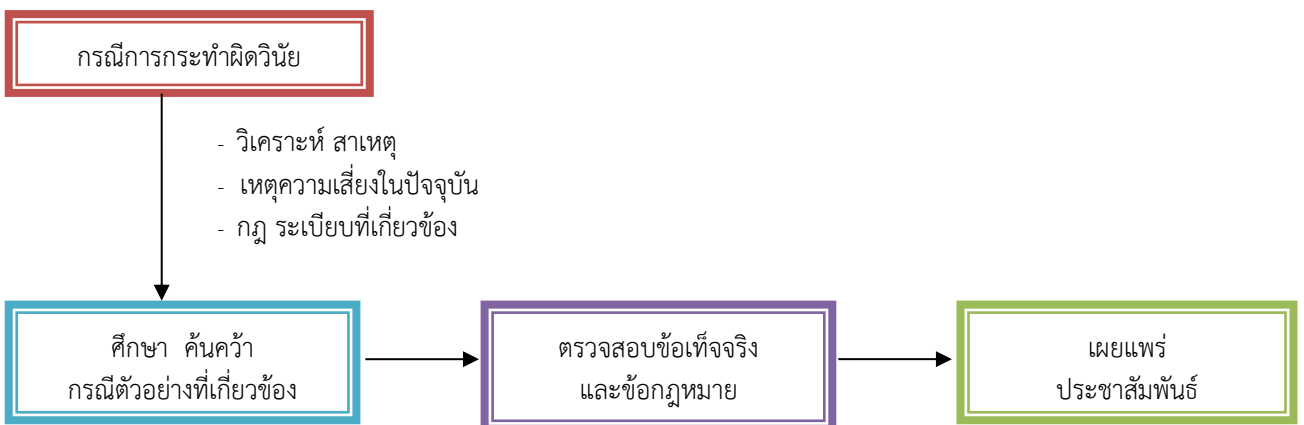 กรณีการกระทำผิดวินัย
- วิเคราะห์ สาเหตุ
- เหตุความเสี่ยงในปัจจุบัน
- กฎ ระเบียบที่เกี่ยวข้อง
ศึกษา ค้นคว้า
กรณีตัวอย่างที่เกี่ยวข้อง
ตรวจสอบข้อเท็จจริง
และข้อกฎหมาย
เผยแพร่
ประชาสัมพันธ์